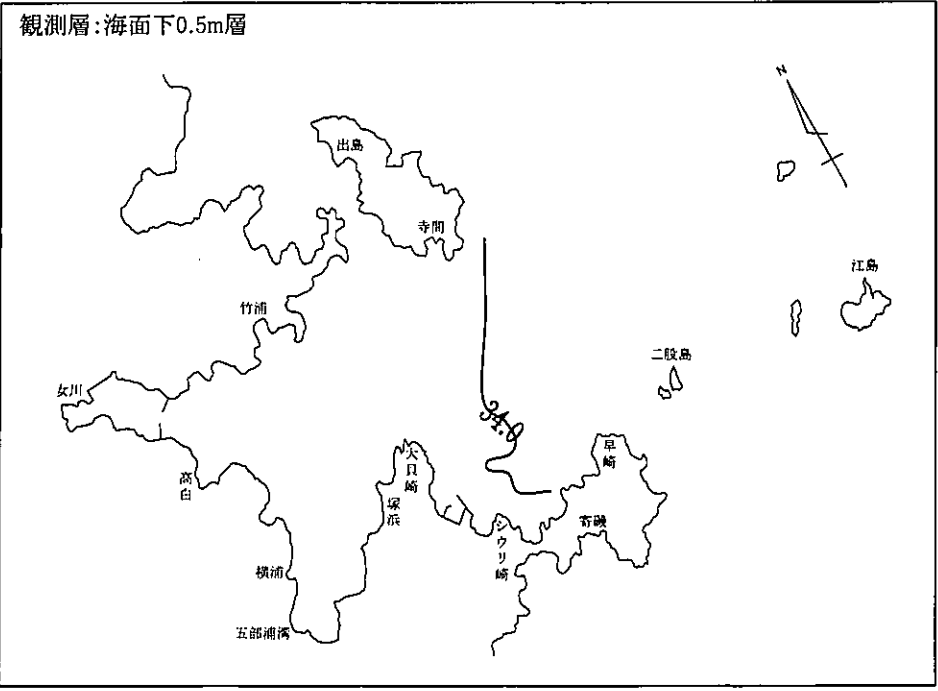 観測層:海面下0.5m層
N
出島
寺間
江島
竹浦
二股島
女川
34.0
早崎
大貝崎
高白
塚浜
寄磯
シウリ崎
横浦
五部浦湾